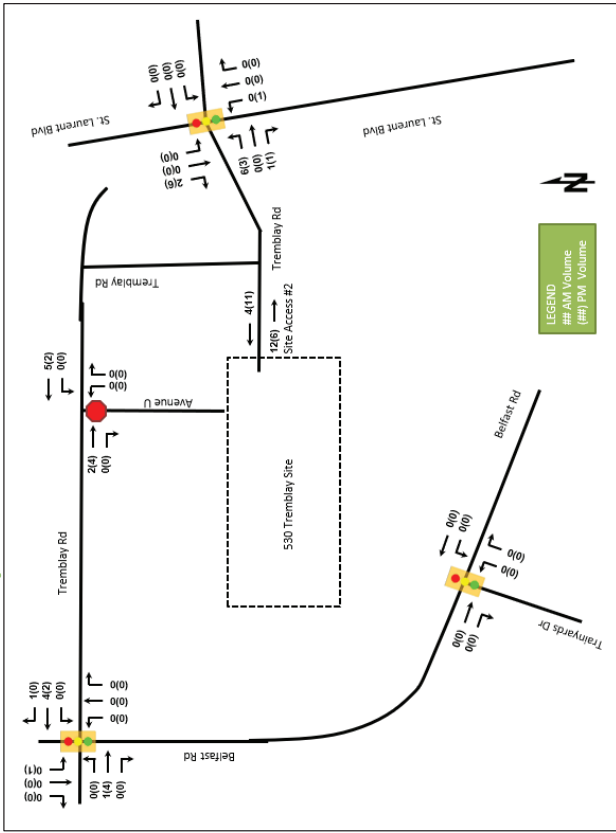 0(0)
0(0)
0(0)
St. Laurent Blvd
0(0)
0(0)
0(1)
St. Laurent Blvd
0(0)
0(0)
2(6)
6(3)
0(0)
1(1)
Tremblay Rd
Tremblay Rd
4(11)
12(6)
Site Access #2
LEGEND
## AM Volume
(##) PM Volume
N
5(2)
0(0)
0(0)
0(0)
Avenue U
2(4)
0(0)
Tremblay Rd
530 Tremblay Site
Belfast Rd
0(0)
0(0)
0(0)
0(0)
0(0)
0(0)
Trainyards Dr
1(0)
4(2)
0(0)
0(0)
0(0)
0(0)
0(1)
0(0)
0(0)
0(0)
1(4)
0(0)
Belfast Rd